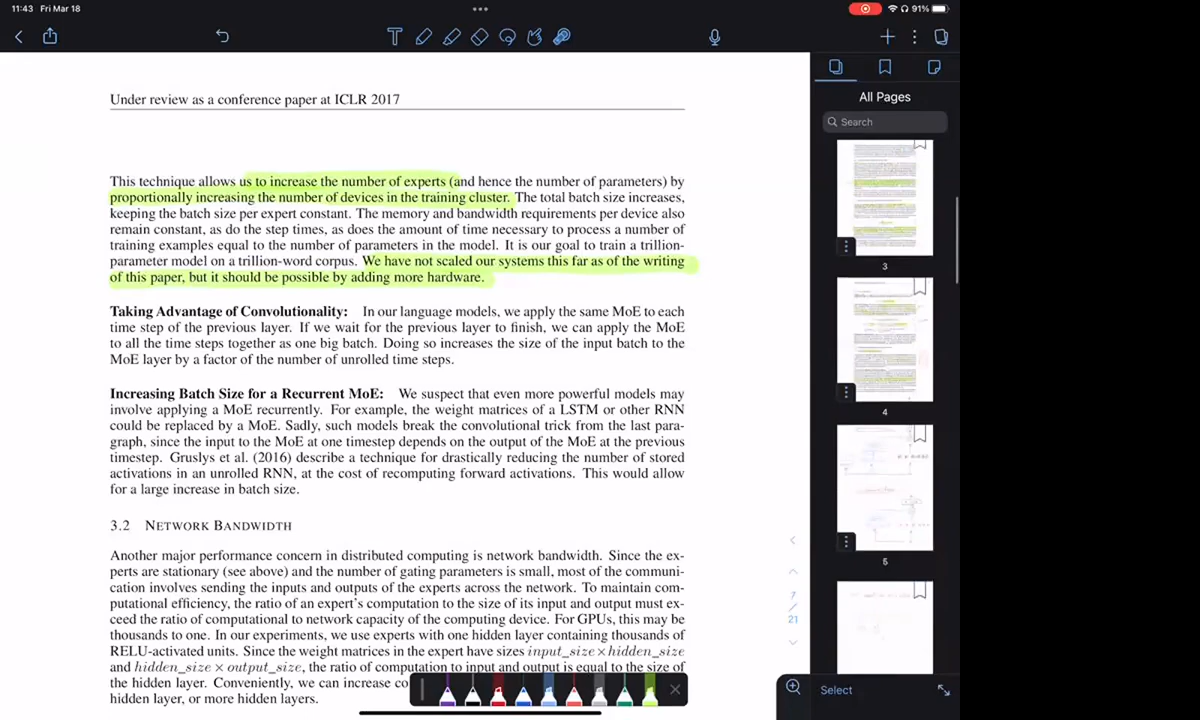 11:43 Fri Mar 18
91%
All Pages
Search
Under review as a conference paper at ICLR 2017
This technique allows us to increase the number of experts (and hence the number of parameters) by
proportionally increasing the number of devices in the training cluster. The total batch size increases,
keeping the batch size per expert constant. The memory and bandwidth requirements per device also
remain constant, as do the step times, as does the amount of time necessary to process a number of
training examples equal to the number of parameters in the model. It is our goal to train a trillion-
parameter model on a trillion-word corpus. We have not scaled our systems this far as of the writing
of this paper, but it should be possible by adding more hardware.
Taking Advantage of Convolutionality: In our language models, we apply the same MoE to each
time step of the previous layer. If we wait for the previous layer to finish, we can apply the MoE
to all the time steps together as one big batch. Doing so increases the size of the input batch to the
MoE layer by a factor of the number of unrolled time steps.
Increasing Batch Size for a Recurrent MoE: We suspect that even more powerful models may
involve applying a MoE recurrently. For example, the weight matrices of a LSTM or other RNN
could be replaced by a MoE. Sadly, such models break the convolutional trick from the last para-
graph, since the input to the MoE at one timestep depends on the output of the MoE at the previous
timestep. Gruslys et al. (2016) describe a technique for drastically reducing the number of stored
activations in an unrolled RNN, at the cost of recomputing forward activations. This would allow
for a large increase in batch size.
3.2 NETWORK BANDWIDTH
Another major performance concern in distributed computing is network bandwidth. Since the ex-
perts are stationary (see above) and the number of gating parameters is small, most of the communi-
cation involves sending the inputs and outputs of the experts across the network. To maintain com-
putational efficiency, the ratio of an expert's computation to the size of its input and output must ex-
ceed the ratio of computational to network capacity of the computing device. For GPUs, this may be
thousands to one. In our experiments, we use experts with one hidden layer containing thousands of
RELU-activated units. Since the weight matrices in the expert have sizes input_size×hidden_size
and hidden_size × output_size, the ratio of computation to input and output is equal to the size of
the hidden layer. Conveniently, we can increase co
hidden layer, or more hidden layers.
7
/
21
3
4
5
Select